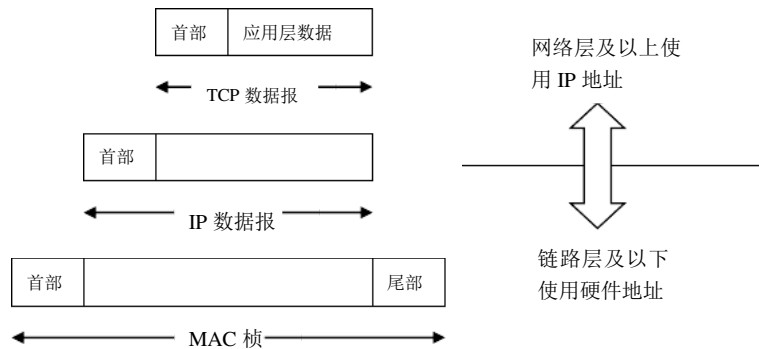 首部 应用层数据
TCP 数据报
首部
IP 数据报
首部 尾部
MAC 桢
网络层及以上使
用 IP 地址
链路层及以下
使用硬件地址